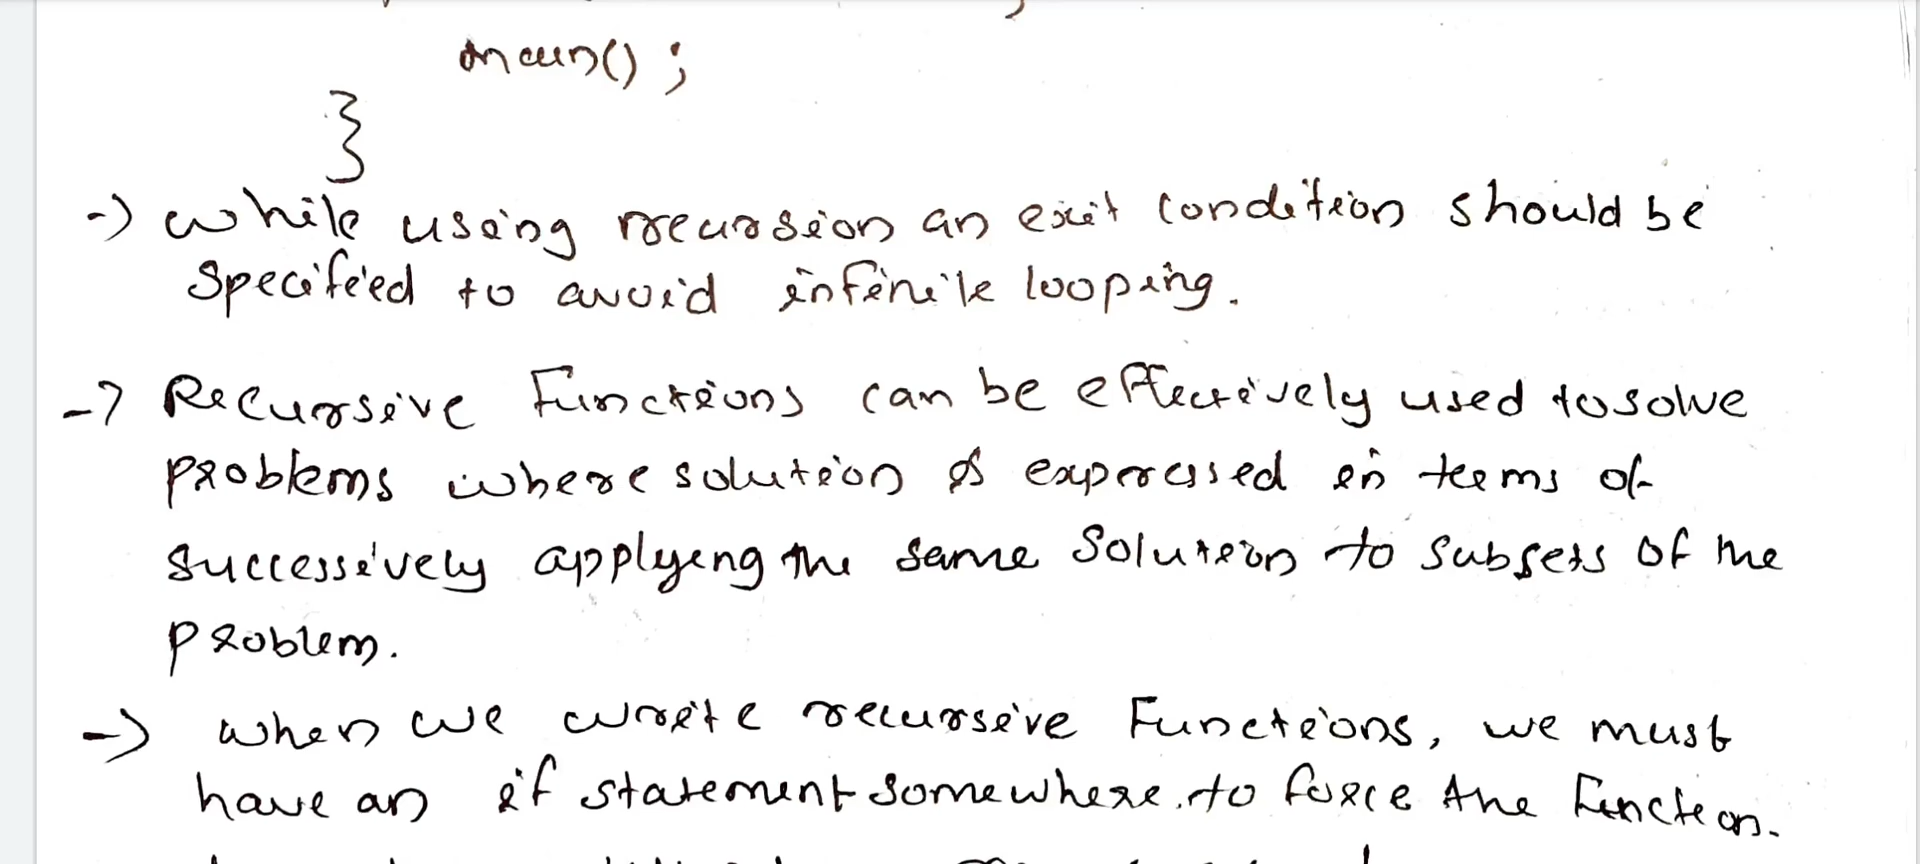 main();
}
-> While using recursion an exit condition should be
specified to avoid infinite looping.
-> Recursive Functions can be effectively used to solve
problems where solution is expressed in terms of
successively applying the same solution to subsets of the
problem.
-> when we write recursive Functions, we must
have an if statement somewhere to force the function.